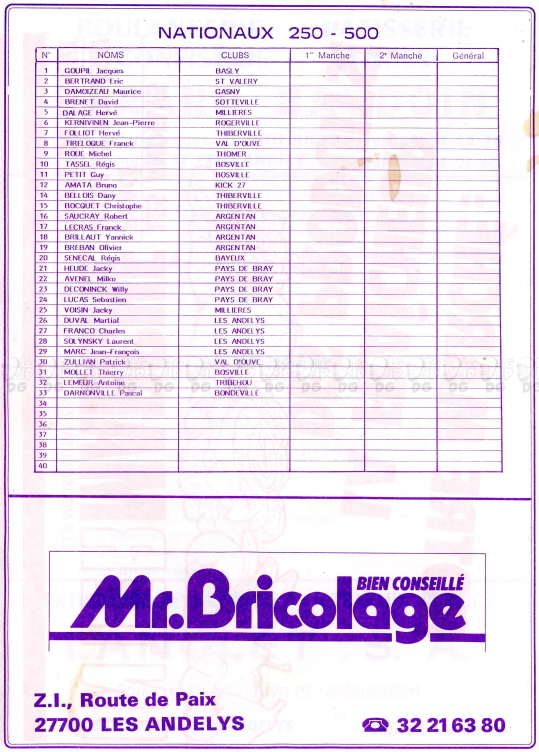 NATIONAUX 250 - 500
N° NOMS CLUBS 1re Manche 2e Manche Général
1 GOUPIL Jacques BASLY
2 BERTRAND Eric ST VALERY
3 DAMOIZEAU Maurice GASNY
4 BRENET David SOTTEVILLE
5 DALAGE Hervé MILLIERES
6 KERNIVINEN Jean-Pierre ROGERVILLE
7 FOLLIOT Hervé THIBERVILLE
8 TIRELOQUE Franck VAL D'OUVE
9 ROUE Michel THOMER
10 TASSEL Régis BOSVILLE
11 PETIT Guy BOSVILLE
12 AMATA Bruno KICK 27
14 BELLOIS Dany THIBERVILLE
15 BOCQUET Christophe THIBERVILLE
16 SAUCRAY Robert ARGENTAN
17 LECRAS Franck ARGENTAN
18 BRILLAUT Yannick ARGENTAN
19 BREBAN Olivier ARGENTAN
20 SENECAL Régis BAYEUX
21 HEUDE Jacky PAYS DE BRAY
22 AVENEL Milko PAYS DE BRAY
23 DECONINCK Willy PAYS DE BRAY
24 LUCAS Sebastien PAYS DE BRAY
25 VOISIN Jacky MILLIERES
26 DUVAL Martial LES ANDELYS
27 FRANCO Charles LES ANDELYS
28 SOLYNSKY Laurent LES ANDELYS
29 MARC Jean-François LES ANDELYS
30 ZULIAN Patrick VAL D'OUVE
31 MOLLET Thierry BOSVILLE
32 LEMEUR Antoine TRIBEHOU
33 DARNONVILLE Pascal BONDEVILLE
34
35
36
37
38
39
40
BIEN CONSEILLÉ
Mr.Bricolage
Z.I., Route de Paix
27700 LES ANDELYS ☎ 32 21 63 80